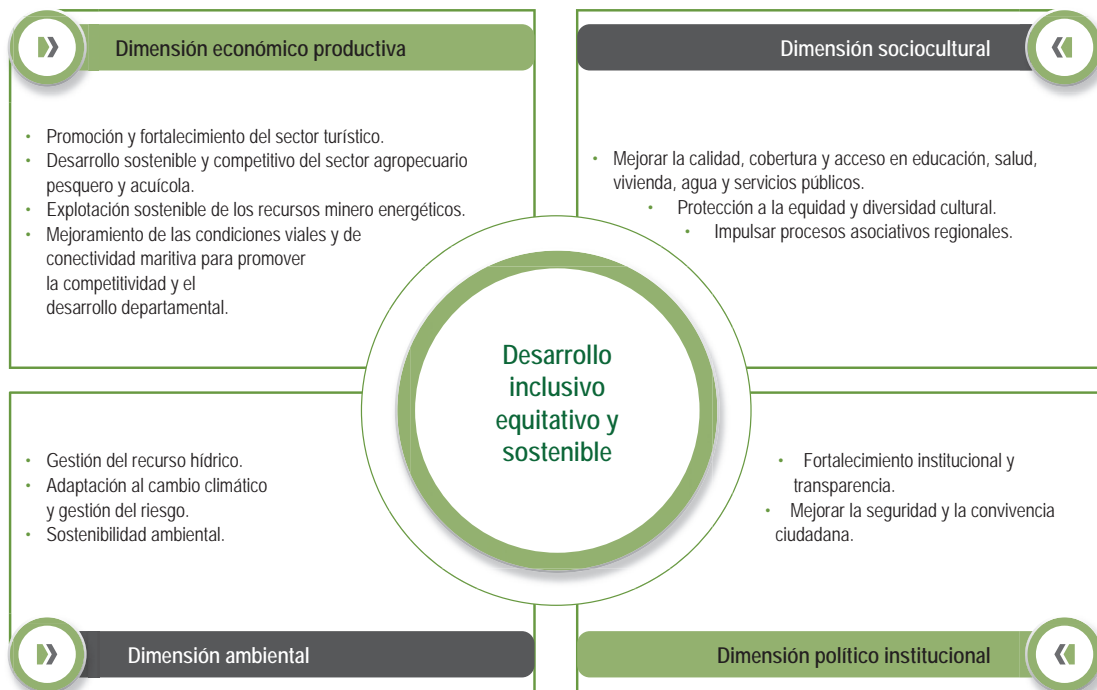 Dimensión económico productiva
• Promoción y fortalecimiento del sector turístico.
• Desarrollo sostenible y competitivo del sector agropecuario
pesquero y acuícola.
• Explotación sostenible de los recursos minero energéticos.
• Mejoramiento de las condiciones viales y de
conectividad maritiva para promover
la competitividad y el
desarrollo departamental.
Dimensión sociocultural
• Mejorar la calidad, cobertura y acceso en educación, salud,
vivienda, agua y servicios públicos.
• Protección a la equidad y diversidad cultural.
• Impulsar procesos asociativos regionales.
Desarrollo
inclusivo
equitativo y
sostenible
• Gestión del recurso hídrico.
• Adaptación al cambio climático
y gestión del riesgo.
• Sostenibilidad ambiental.
Dimensión ambiental
• Fortalecimiento institucional y
transparencia.
• Mejorar la seguridad y la convivencia
ciudadana.
Dimensión político institucional